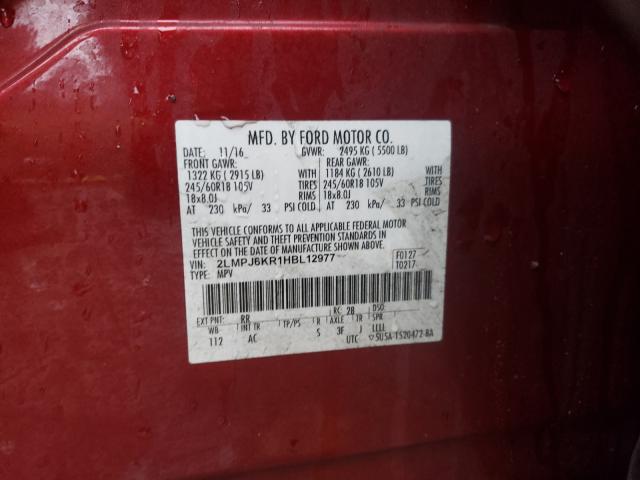 MFD. BY FORD MOTOR CO.
DATE: 11/16 GVWR: 2495 KG ( 5500 LB)
FRONT GAWR: REAR GAWR:
1322 KG ( 2915 LB) WITH 1184 KG ( 2610 LB) WITH
245/60R18 105V TIRES 245/60R18 105V TIRES
18x8.0J RIMS 18x8.0J RIMS
AT 230 kPa/ 33 PSI COLD AT 230 kPa/ 33 PSI COLD
THIS VEHICLE CONFORMS TO ALL APPLICABLE FEDERAL MOTOR
VEHICLE SAFETY AND THEFT PREVENTION STANDARDS IN
EFFECT ON THE DATE OF MANUFACTURE SHOWN ABOVE.
VIN: 2LMPJ6KR1HBL12977 F0127
TYPE: MPV T0217
EXT PNT: RR RC: 28 DSO:
WB INT TR TP/PS R AXLE TR SPR
112 AC S 3F J LLLL
UTC ▽5U5A-1520472-BA